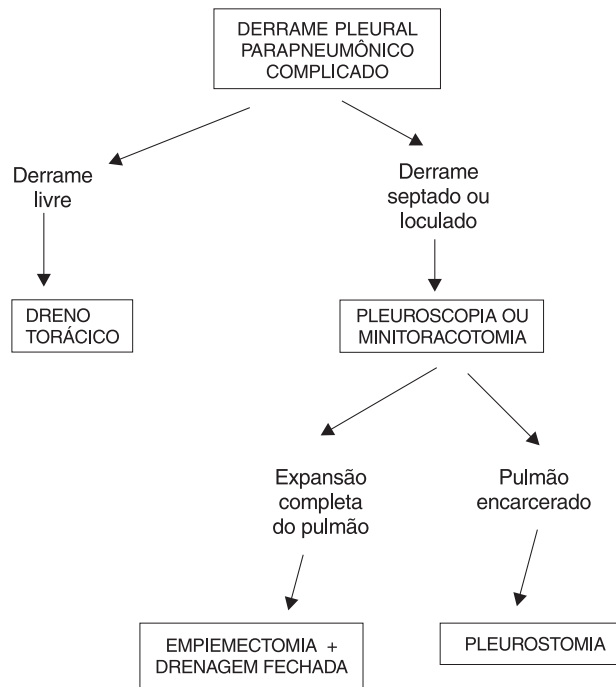 DERRAME PLEURAL
PARAPNEUMÔNICO
COMPLICADO
Derrame
livre
Derrame
septado ou
loculado
DRENO
TORÁCICO
PLEUROSCOPIA OU
MINITORACOTOMIA
Expansão
completa
do pulmão
Pulmão
encarcerado
EMPIEMECTOMIA +
DRENAGEM FECHADA
PLEUROSTOMIA